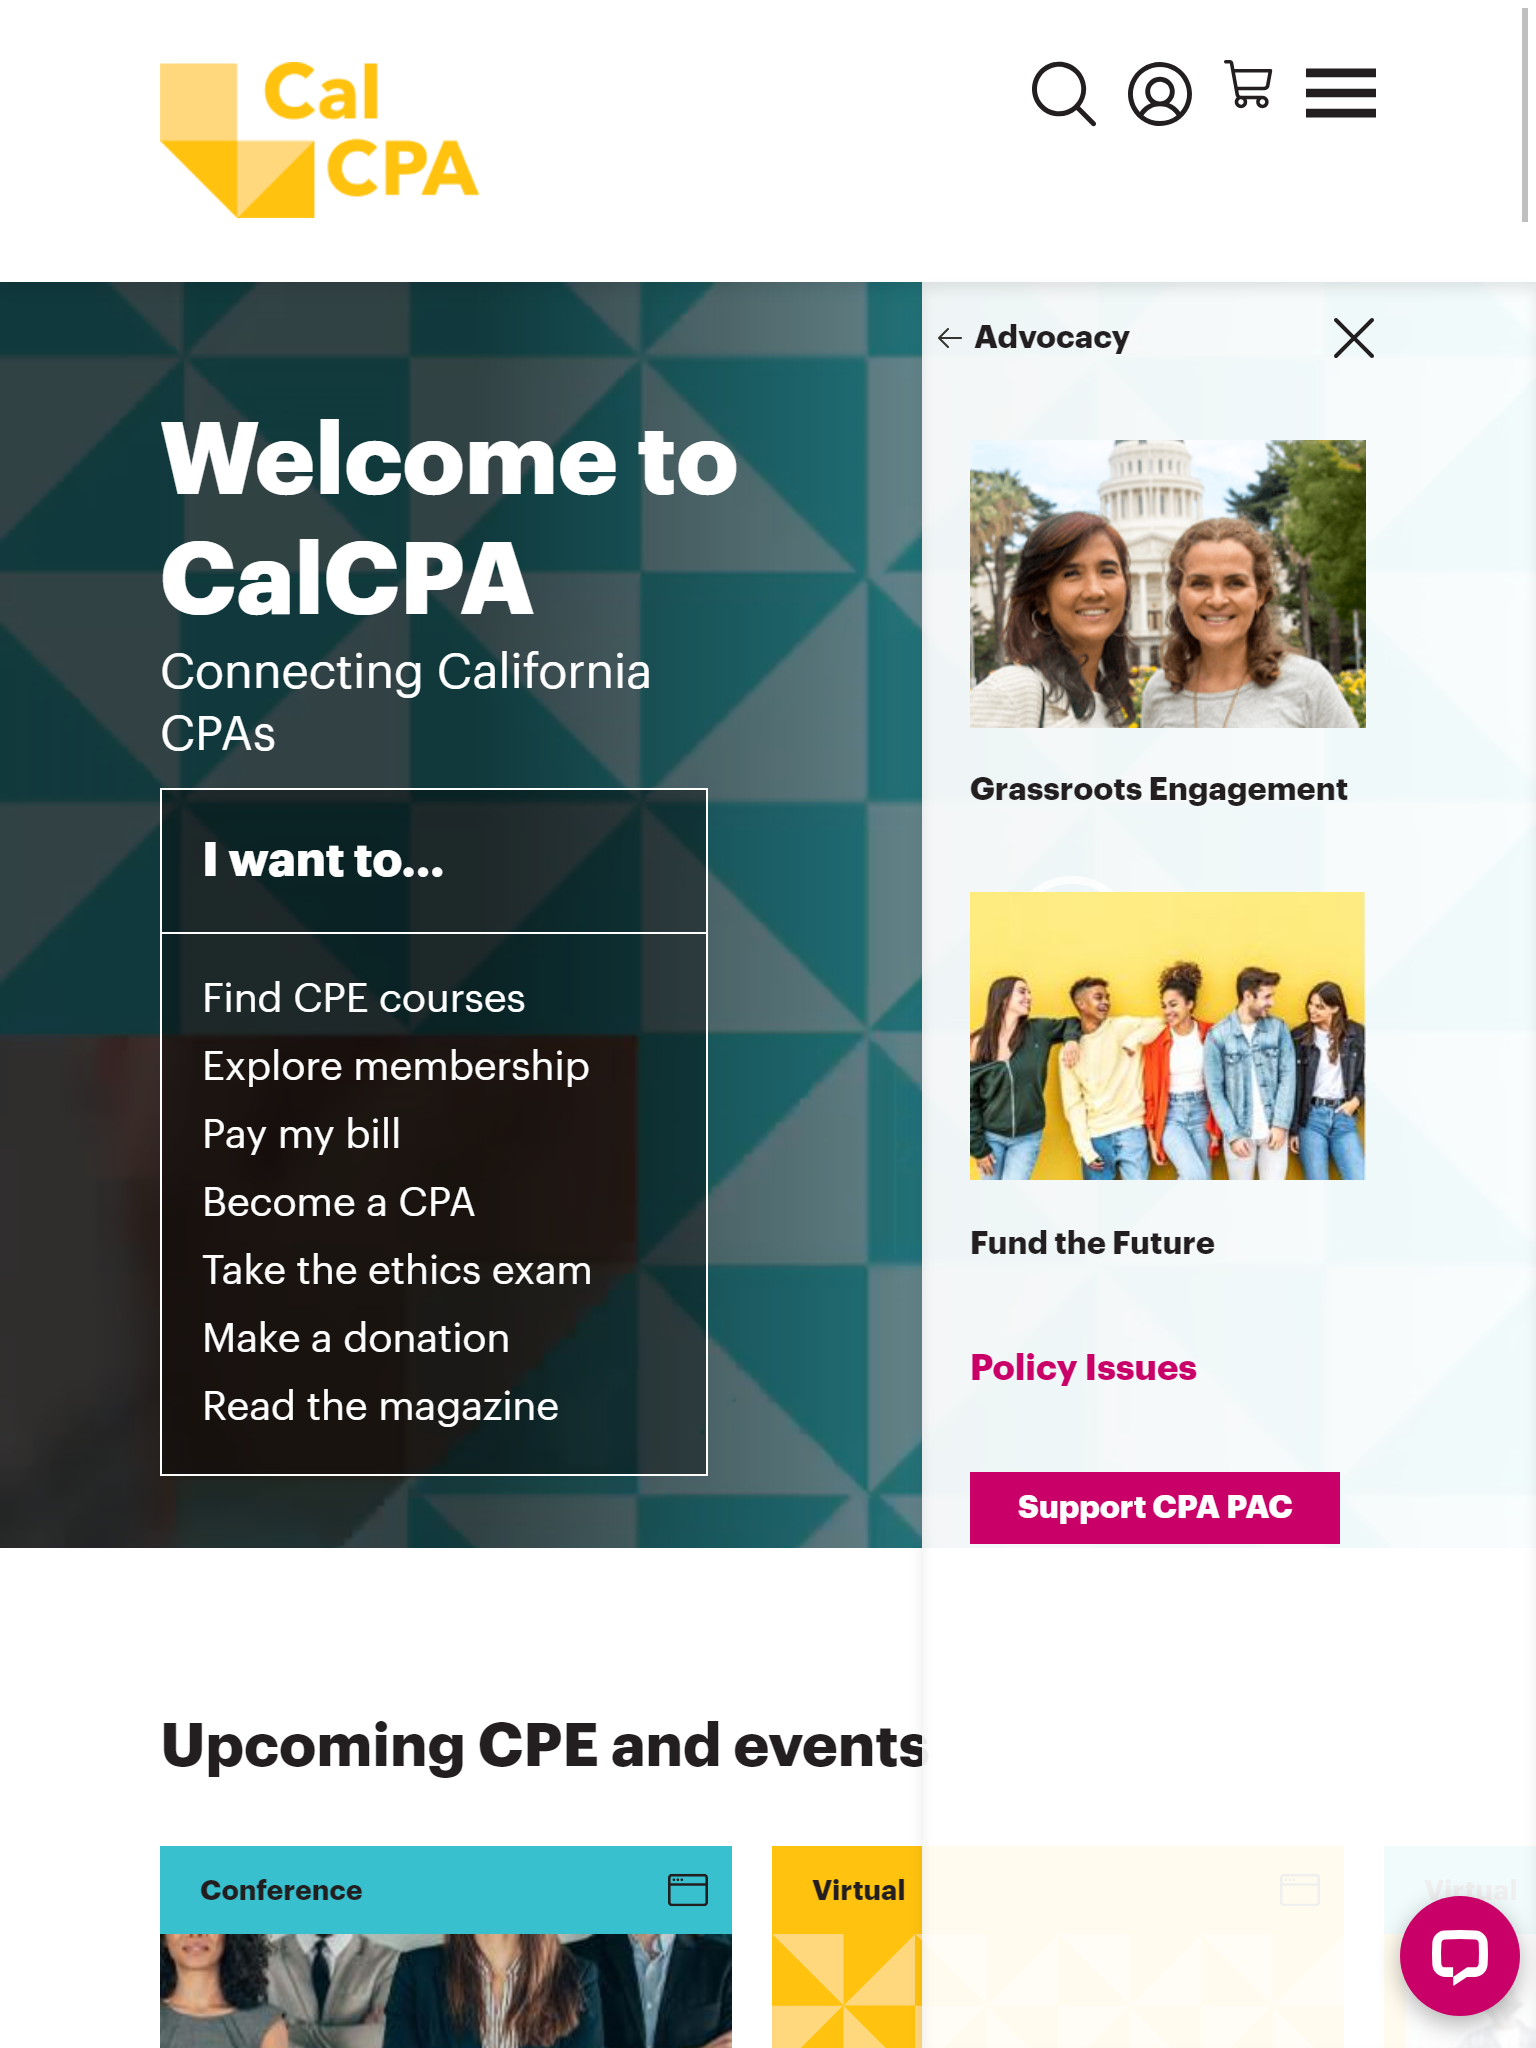 Cal
CPA
Advocacy
Welcome to
CalCPA
Connecting California
CPAs
I want to...
Find CPE courses
Explore membership
Pay my bill
Become a CPA
Take the ethics exam
Make a donation
Read the magazine
Grassroots Engagement
Fund the Future
Policy Issues
Support CPA PAC
Upcoming CPE and events
Conference
Virtual
Virtual